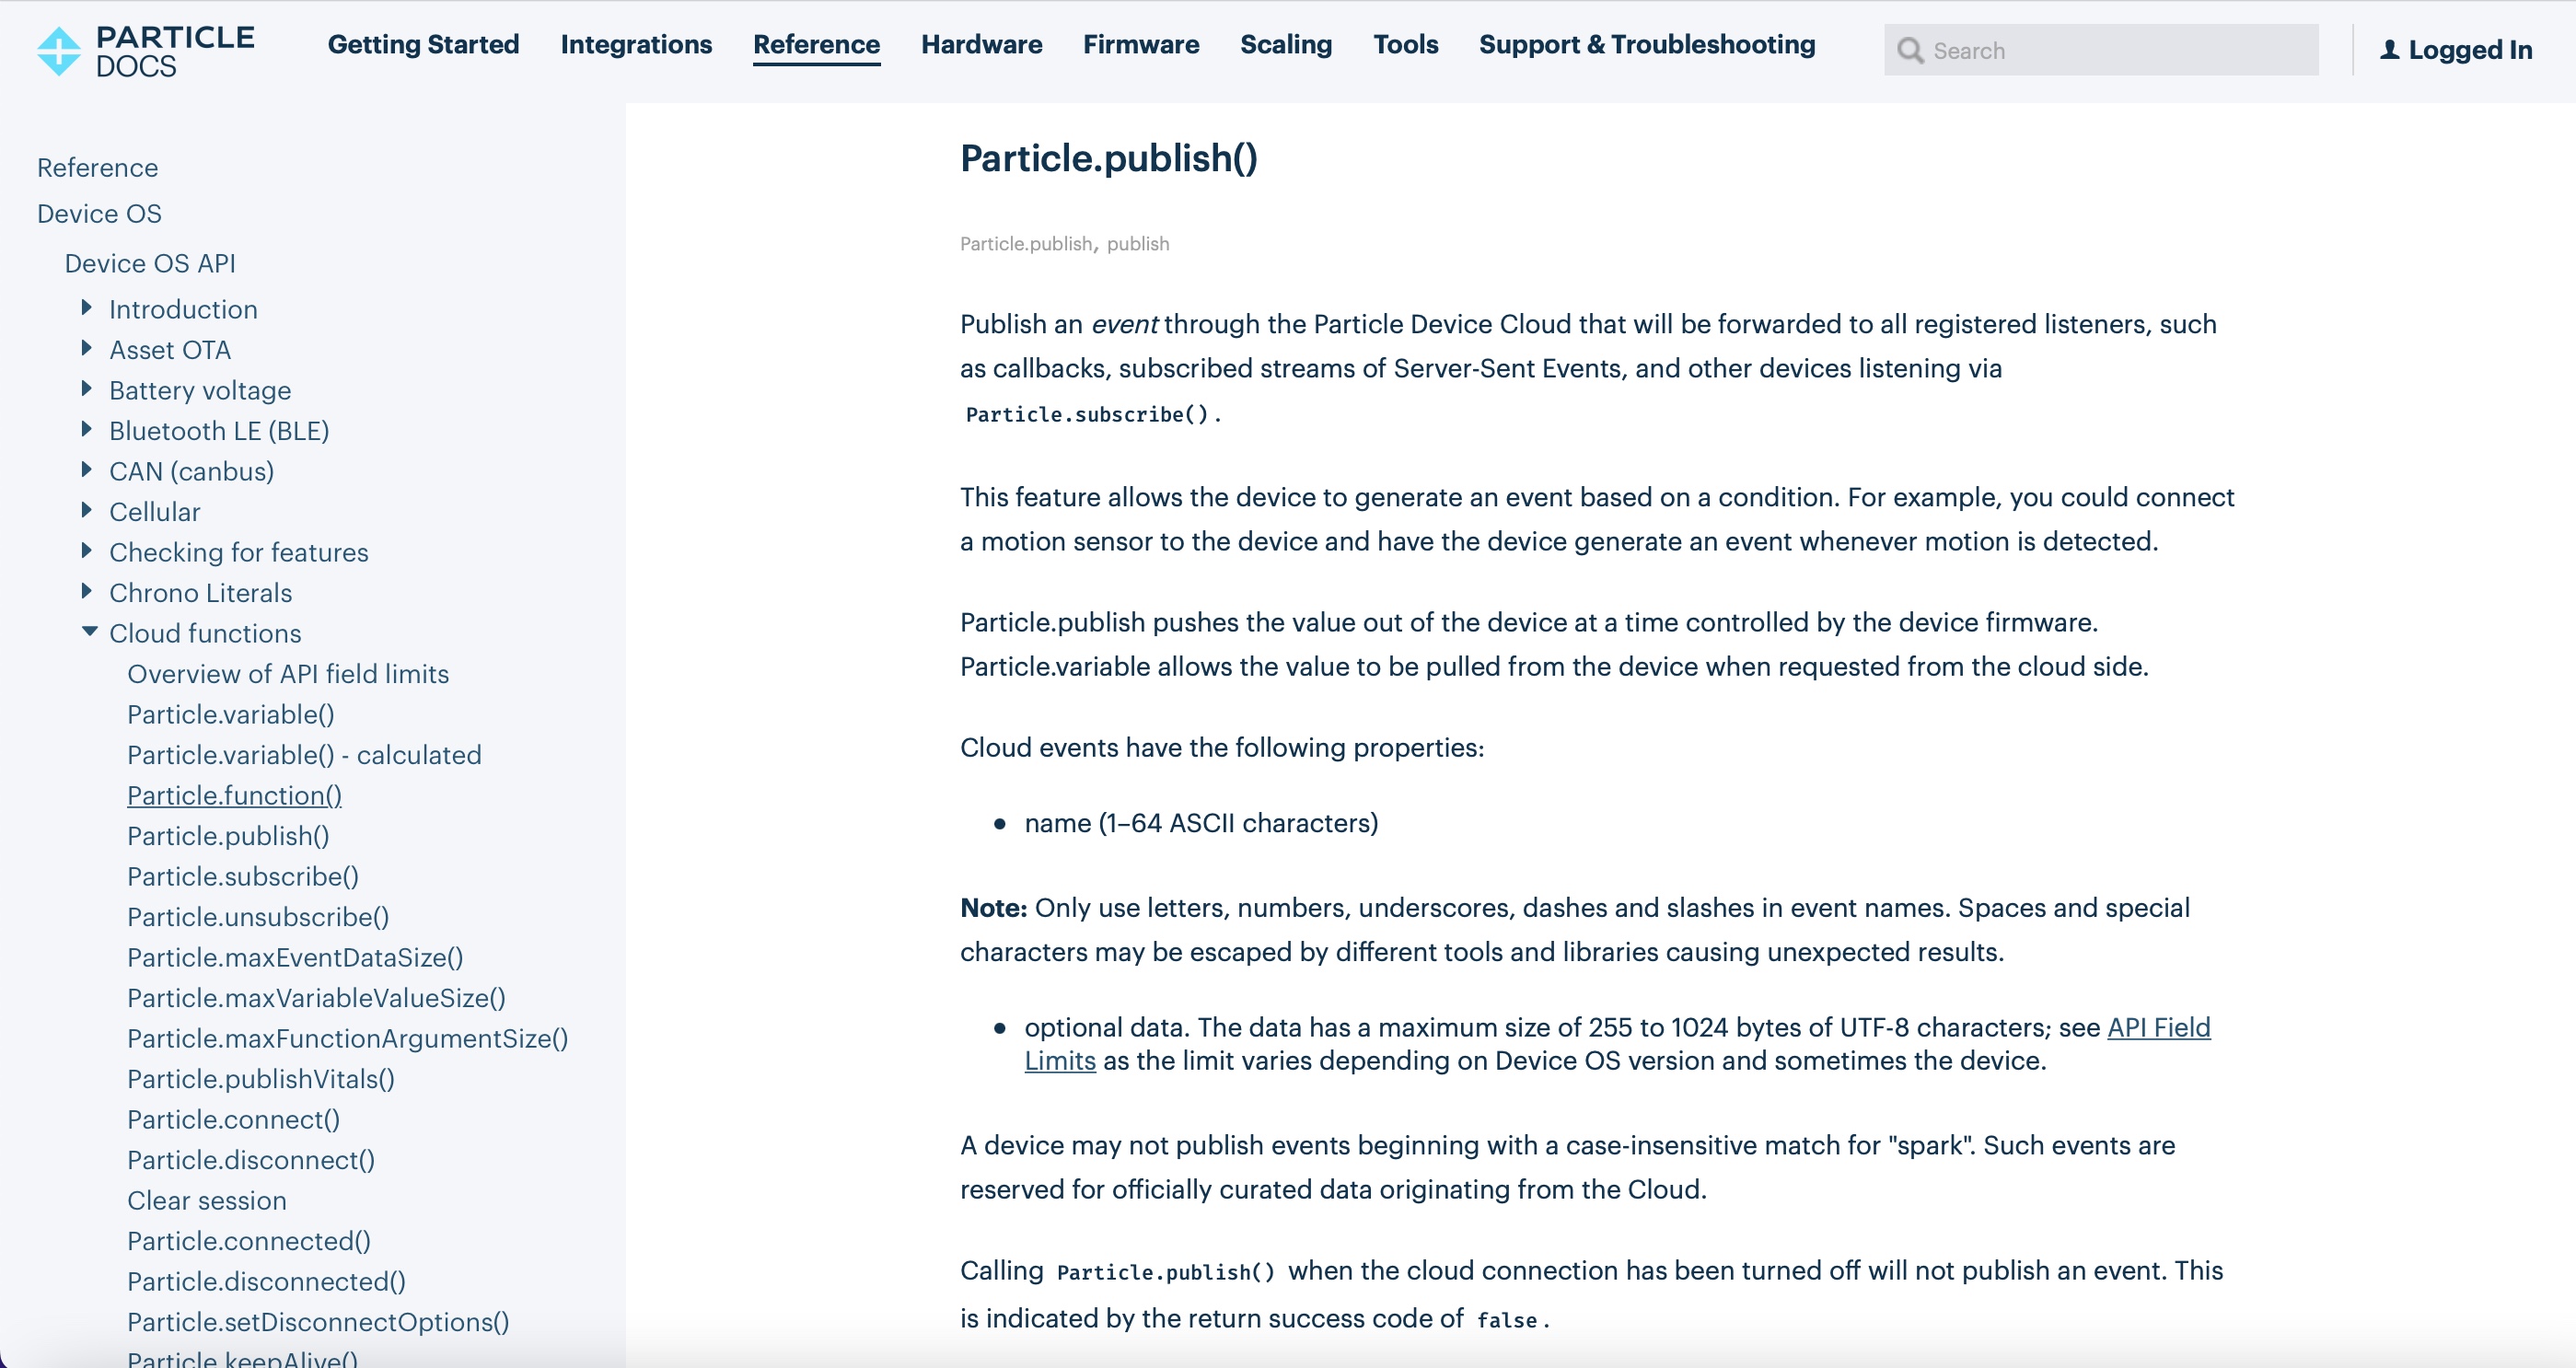 PARTICLE
DOCS
Getting Started
Integrations
Reference
Hardware
Firmware
Scaling
Tools
Support & Troubleshooting
Search
Logged In
Reference
Device OS
Device OS API
Introduction
Asset OTA
Battery voltage
Bluetooth LE (BLE)
CAN (canbus)
Cellular
Checking for features
Chrono Literals
Cloud functions
Overview of API field limits
Particle.variable()
Particle.variable() - calculated
Particle.function()
Particle.publish()
Particle.subscribe()
Particle.unsubscribe()
Particle.maxEventDataSize()
Particle.maxVariableValueSize()
Particle.maxFunctionArgumentSize()
Particle.publishVitals()
Particle.connect()
Particle.disconnect()
Clear session
Particle.connected()
Particle.disconnected()
Particle.setDisconnectOptions()
Particle.keepAlive()
Particle.publish()
Particle.publish, publish
Publish an event through the Particle Device Cloud that will be forwarded to all registered listeners, such
as callbacks, subscribed streams of Server-Sent Events, and other devices listening via
Particle.subscribe().
This feature allows the device to generate an event based on a condition. For example, you could connect
a motion sensor to the device and have the device generate an event whenever motion is detected.
Particle.publish pushes the value out of the device at a time controlled by the device firmware.
Particle.variable allows the value to be pulled from the device when requested from the cloud side.
Cloud events have the following properties:
• name (1–64 ASCII characters)
Note: Only use letters, numbers, underscores, dashes and slashes in event names. Spaces and special
characters may be escaped by different tools and libraries causing unexpected results.
• optional data. The data has a maximum size of 255 to 1024 bytes of UTF-8 characters; see API Field
Limits as the limit varies depending on Device OS version and sometimes the device.
A device may not publish events beginning with a case-insensitive match for "spark". Such events are
reserved for officially curated data originating from the Cloud.
Calling Particle.publish() when the cloud connection has been turned off will not publish an event. This
is indicated by the return success code of false.